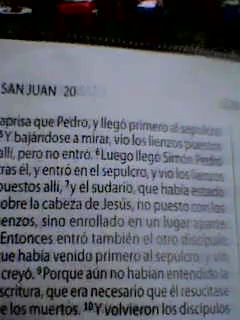 SAN JUAN 20
aprisa que Pedro, y llegó primero al sepulcro.
⁵Y bajándose a mirar, vio los lienzos puestos
allí, pero no entró. ⁶Luego llegó Simón Pedro
tras él, y entró en el sepulcro, y vio los lienzos
puestos allí, ⁷y el sudario, que había estado
sobre la cabeza de Jesús, no puesto con los
lienzos, sino enrollado en un lugar aparte.
Entonces entró también el otro discípulo,
que había venido primero al sepulcro; y vio,
creyó. ⁹Porque aún no habían entendido la
scritura, que era necesario que él resucitase
e los muertos. ¹⁰Y volvieron los discípulos